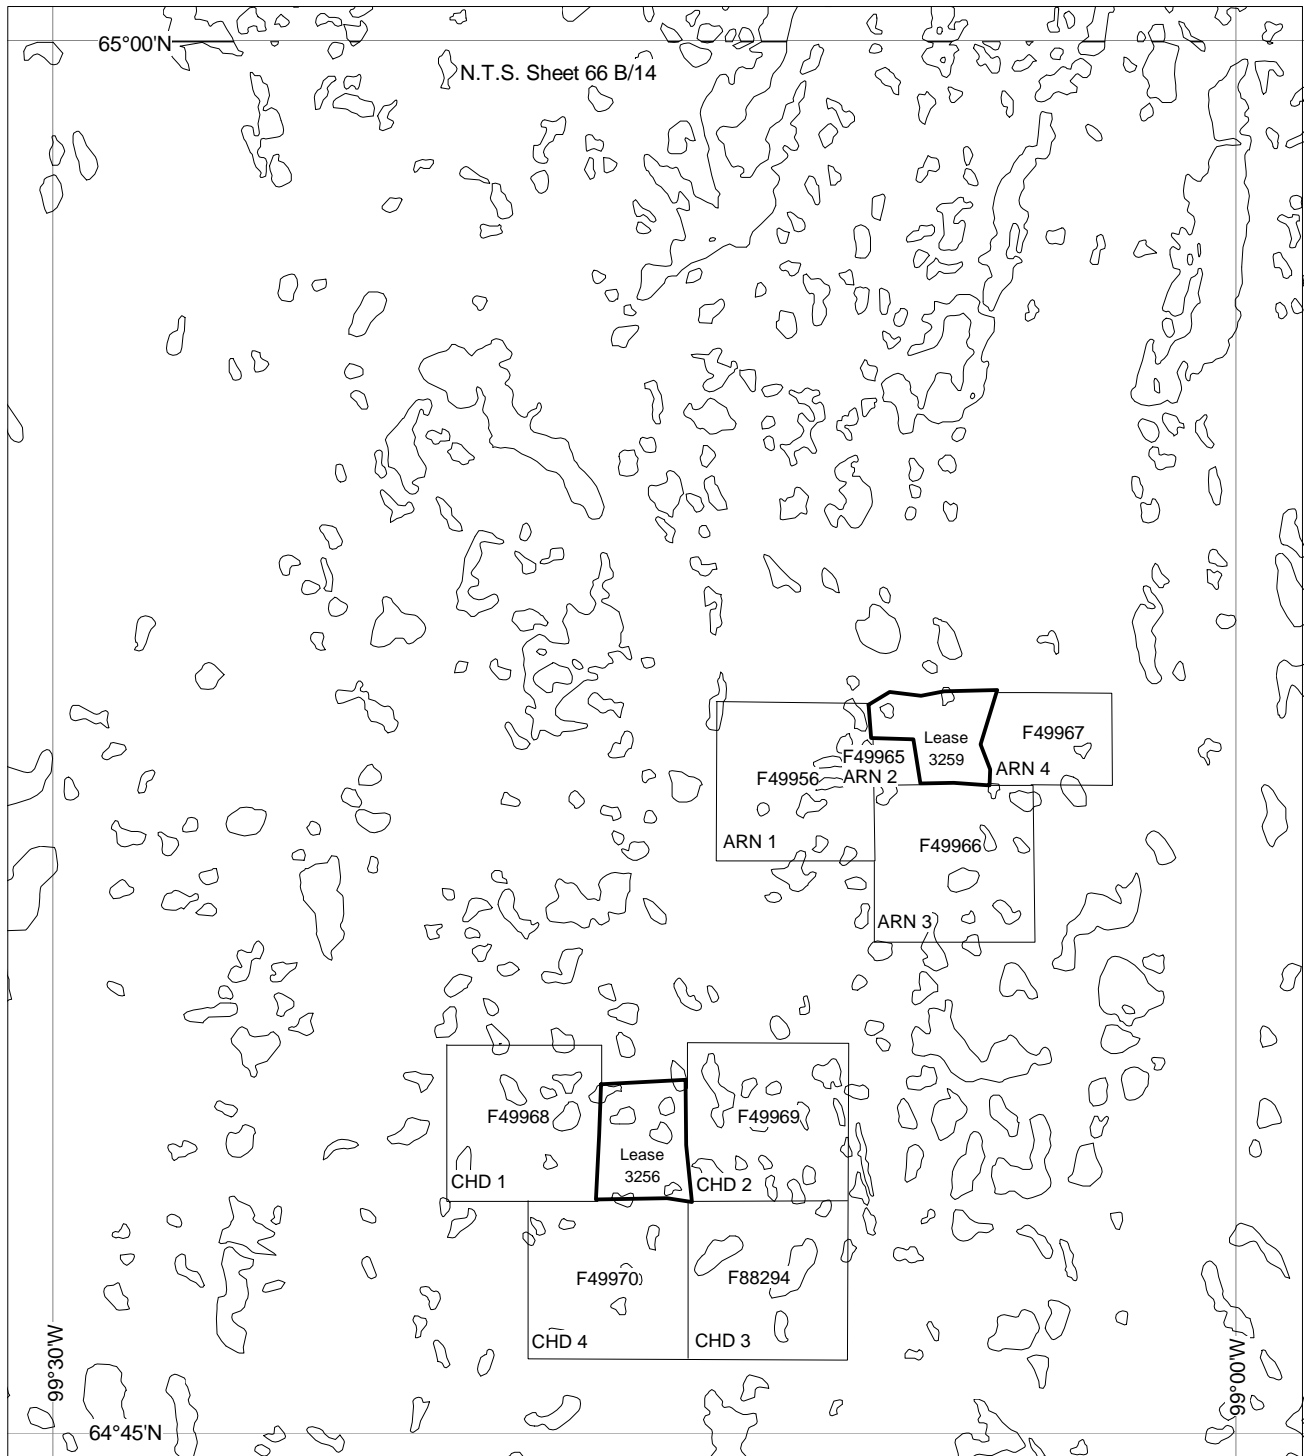 65°00'N
N.T.S. Sheet 66 B/14
F49967
Lease
3259
F49965
ARN 2
ARN 4
F49956
ARN 1
F49966
ARN 3
F49968
F49969
Lease
3256
CHD 1
CHD 2
F49970
F88294
CHD 4
CHD 3
99°30'W
99°00'W
64°45'N